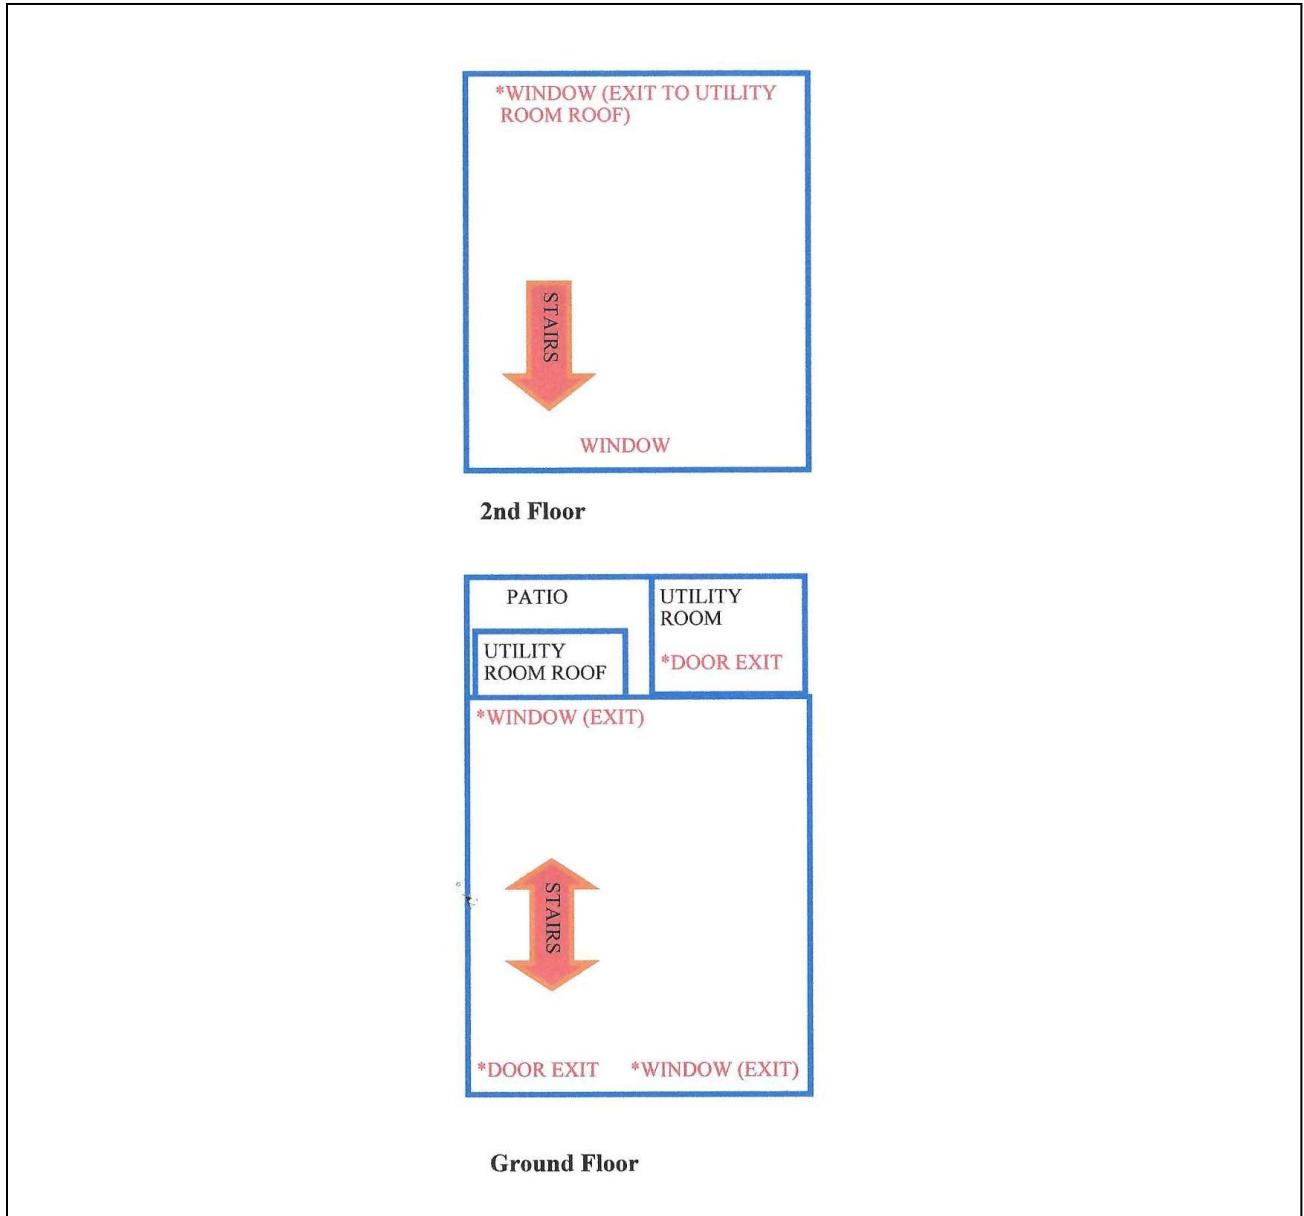 *WINDOW (EXIT TO UTILITY
ROOM ROOF)
STAIRS
WINDOW
2nd Floor
PATIO
UTILITY
ROOM
UTILITY
ROOM ROOF
*DOOR EXIT
*WINDOW (EXIT)
STAIRS
*DOOR EXIT
*WINDOW (EXIT)
Ground Floor